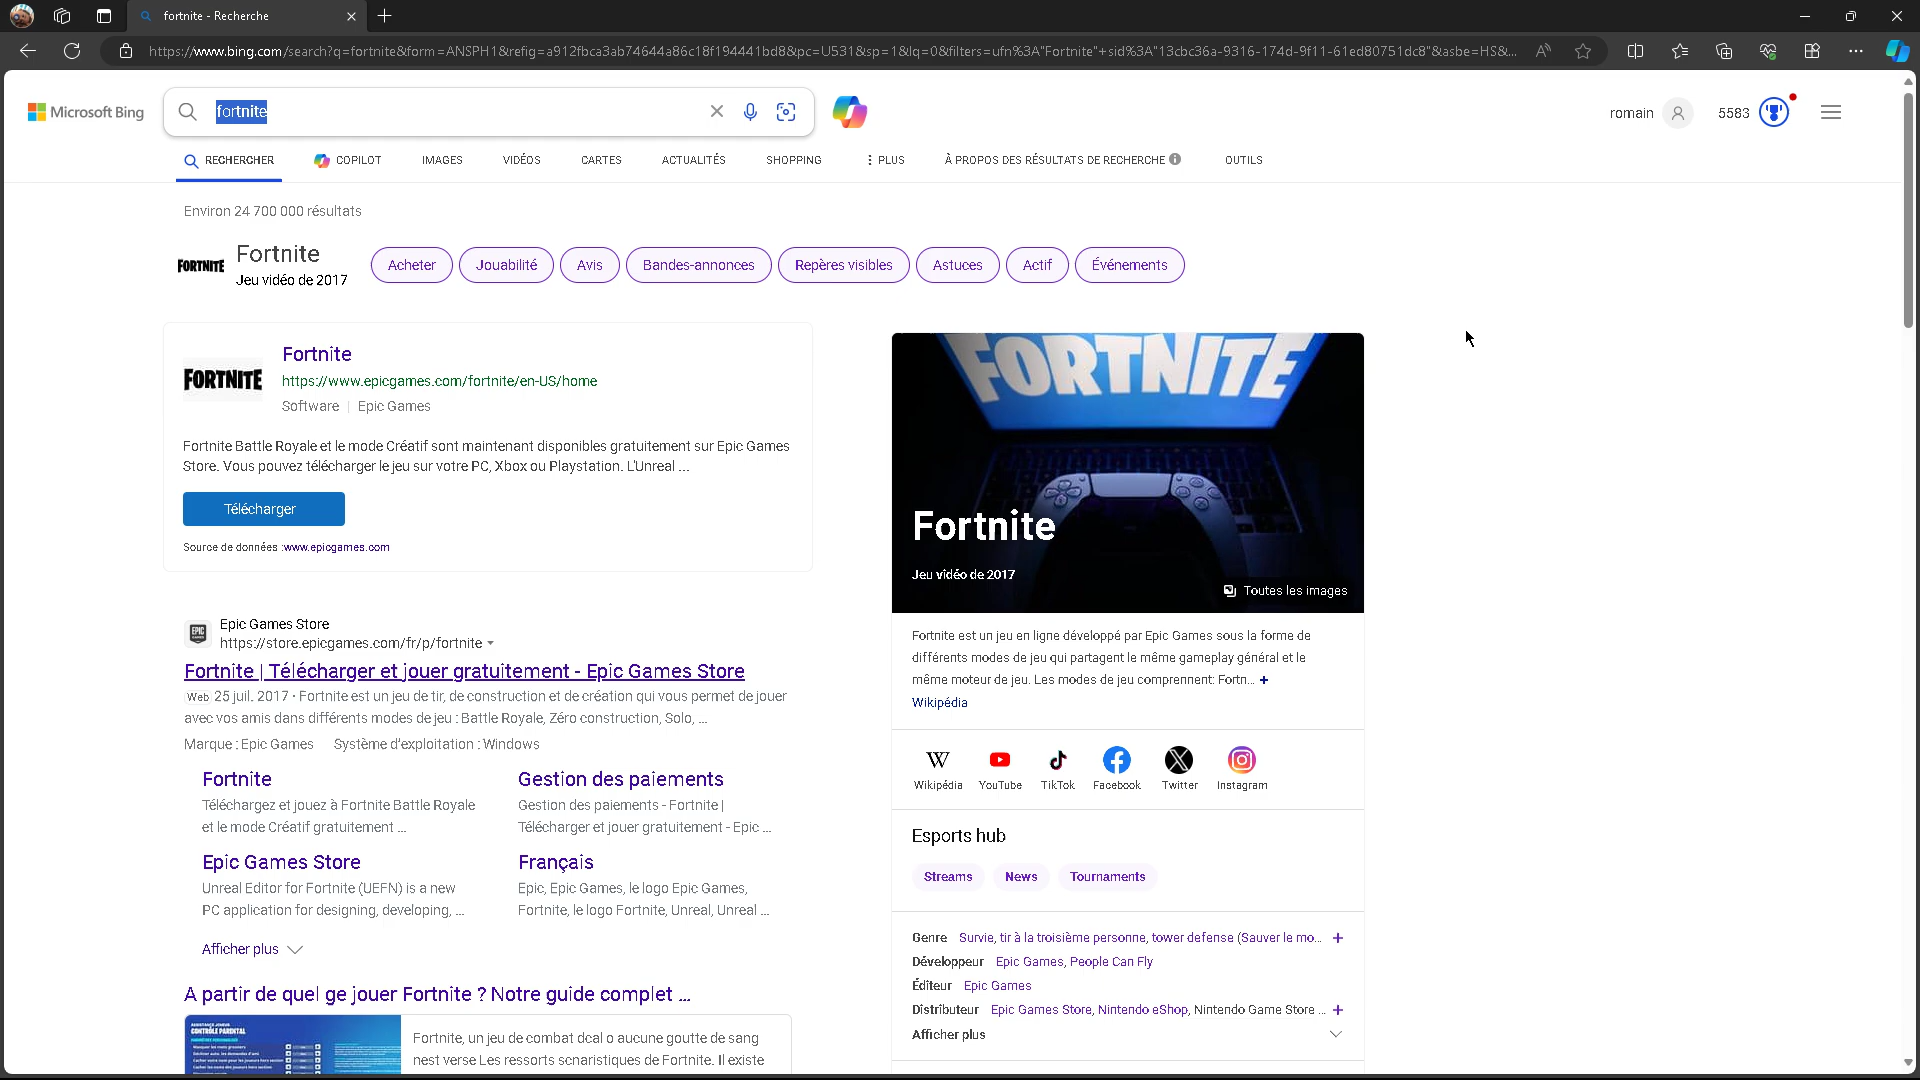 fortnite - Recherche
https://www.bing.com/search?q=fortnite&form=ANSPH1&refig=a912fbca3ab74644a86c18f194441bd8&pc=U531&sp=1&lq=0&filters=ufn%3A"Fortnite"+sid%3A"13cbc36a-9316-174d-9f11-61ed80751dc8"&asbe=HS&...
Microsoft Bing
fortnite
romain
5583
RECHERCHER
COPILOT
IMAGES
VIDÉOS
CARTES
ACTUALITÉS
SHOPPING
PLUS
À PROPOS DES RÉSULTATS DE RECHERCHE
OUTILS
Environ 24 700 000 résultats
FORTNITE
Fortnite
Jeu vidéo de 2017
Acheter
Jouabilité
Avis
Bandes-annonces
Repères visibles
Astuces
Actif
Événements
FORTNITE
Fortnite
https://www.epicgames.com/fortnite/en-US/home
Software | Epic Games
Fortnite Battle Royale et le mode Créatif sont maintenant disponibles gratuitement sur Epic Games
Store. Vous pouvez télécharger le jeu sur votre PC, Xbox ou Playstation. L'Unreal ...
Télécharger
Source de données :www.epicgames.com
EPIC
Epic Games Store
https://store.epicgames.com/fr/p/fortnite
Fortnite | Télécharger et jouer gratuitement - Epic Games Store
Web 25 juil. 2017 · Fortnite est un jeu de tir, de construction et de création qui vous permet de jouer
avec vos amis dans différents modes de jeu : Battle Royale, Zéro construction, Solo, ...
Marque : Epic Games Système d'exploitation : Windows
Fortnite
Téléchargez et jouez à Fortnite Battle Royale
et le mode Créatif gratuitement ...
Gestion des paiements
Gestion des paiements - Fortnite |
Télécharger et jouer gratuitement - Epic ...
Epic Games Store
Unreal Editor for Fortnite (UEFN) is a new
PC application for designing, developing, ...
Français
Epic, Epic Games, le logo Epic Games,
Fortnite, le logo Fortnite, Unreal, Unreal ...
Afficher plus
A partir de quel ge jouer Fortnite ? Notre guide complet ...
CONTRÔLE PARENTAL
Fortnite, un jeu de combat dcal o aucune goutte de sang
nest verse Les ressorts scnaristiques de Fortnite. Il existe
FORTNITE
Fortnite
Jeu vidéo de 2017
Toutes les images
Fortnite est un jeu en ligne développé par Epic Games sous la forme de
différents modes de jeu qui partagent le même gameplay général et le
même moteur de jeu. Les modes de jeu comprennent: Fortn... +
Wikipédia
Wikipédia
YouTube
TikTok
Facebook
Twitter
Instagram
Esports hub
Streams
News
Tournaments
Genre Survie, tir à la troisième personne, tower defense (Sauver le mo... +
Développeur Epic Games, People Can Fly
Éditeur Epic Games
Distributeur Epic Games Store, Nintendo eShop, Nintendo Game Store ... +
Afficher plus